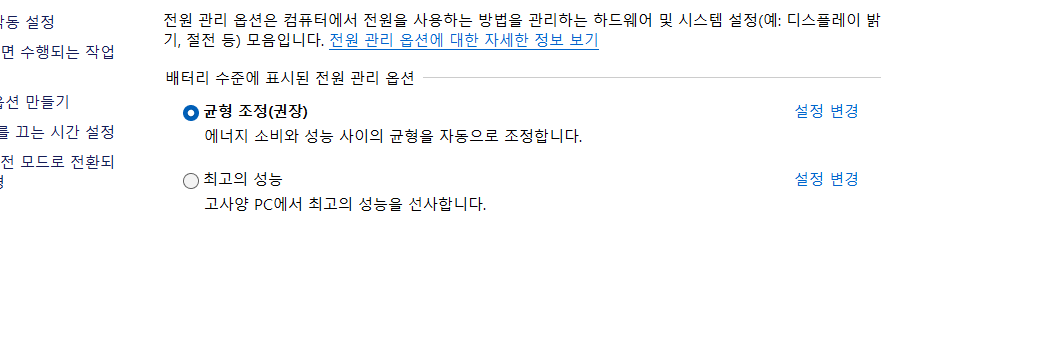 작동 설정
면 수행되는 작업
옵션 만들기
를 끄는 시간 설정
전 모드로 전환되
전원 관리 옵션은 컴퓨터에서 전원을 사용하는 방법을 관리하는 하드웨어 및 시스템 설정(예: 디스플레이 밝
기, 절전 등) 모음입니다. 전원 관리 옵션에 대한 자세한 정보 보기
배터리 수준에 표시된 전원 관리 옵션
균형 조정(권장) 설정 변경
에너지 소비와 성능 사이의 균형을 자동으로 조정합니다.
최고의 성능 설정 변경
고사양 PC에서 최고의 성능을 선사합니다.